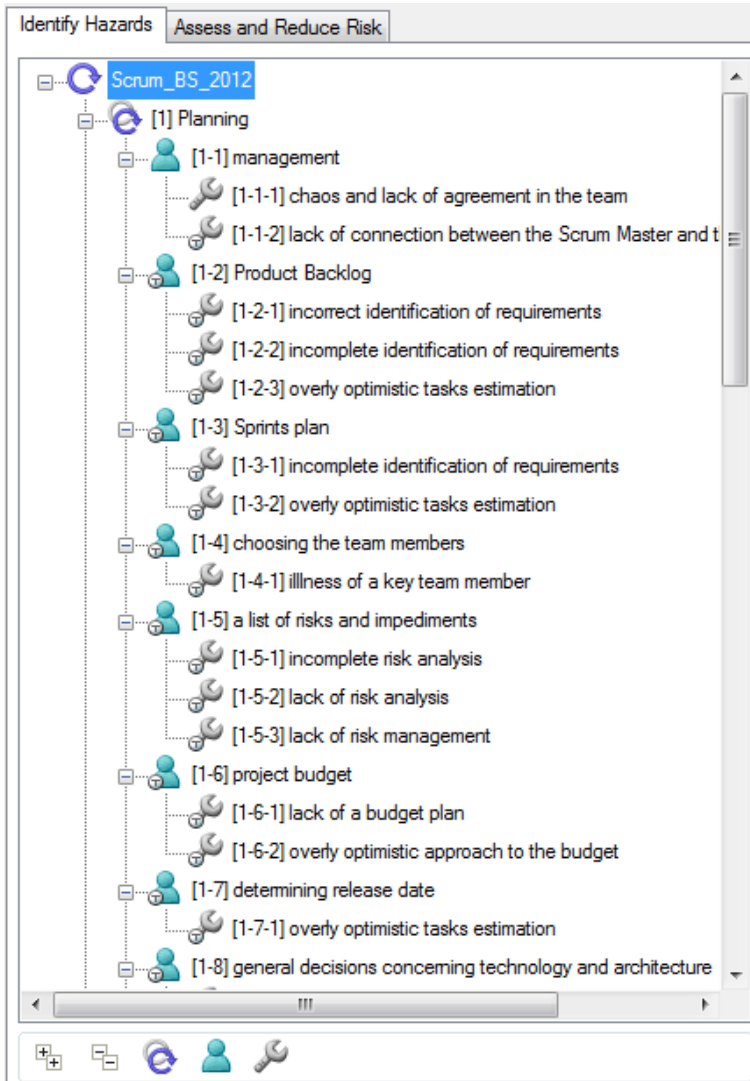 Identify Hazards
Assess and Reduce Risk
Scrum_BS_2012
[1] Planning
[1-1] management
[1-1-1] chaos and lack of agreement in the team
[1-1-2] lack of connection between the Scrum Master and t
[1-2] Product Backlog
[1-2-1] incorrect identification of requirements
[1-2-2] incomplete identification of requirements
[1-2-3] overly optimistic tasks estimation
[1-3] Sprints plan
[1-3-1] incomplete identification of requirements
[1-3-2] overly optimistic tasks estimation
[1-4] choosing the team members
[1-4-1] illlness of a key team member
[1-5] a list of risks and impediments
[1-5-1] incomplete risk analysis
[1-5-2] lack of risk analysis
[1-5-3] lack of risk management
[1-6] project budget
[1-6-1] lack of a budget plan
[1-6-2] overly optimistic approach to the budget
[1-7] determining release date
[1-7-1] overly optimistic tasks estimation
[1-8] general decisions concerning technology and architecture